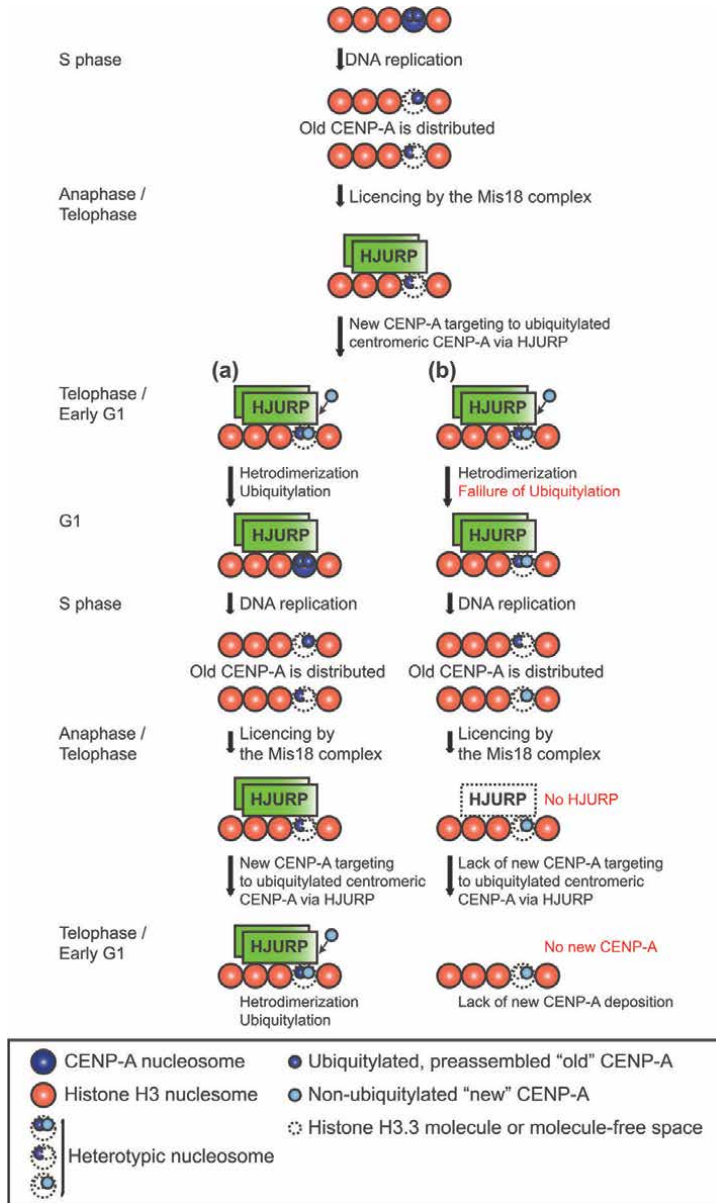 S phase
DNA replication
Old CENP-A is distributed
Anaphase /
Telophase
Licencing by the Mis18 complex
HJURP
New CENP-A targeting to ubiquitylated
centromeric CENP-A via HJURP
(a)
(b)
Telophase /
Early G1
HJURP
HJURP
Hetrodimerization
Ubiquitylation
Hetrodimerization
Falilure of Ubiquitylation
G1
HJURP
HJURP
S phase
DNA replication
DNA replication
Old CENP-A is distributed
Old CENP-A is distributed
Anaphase /
Telophase
Licencing by
the Mis18 complex
Licencing by
the Mis18 complex
HJURP
HJURP
No HJURP
New CENP-A targeting
to ubiquitylated centromeric
CENP-A via HJURP
Lack of new CENP-A targeting
to ubiquitylated centromeric
CENP-A via HJURP
Telophase /
Early G1
HJURP
No new CENP-A
Hetrodimerization
Ubiquitylation
Lack of new CENP-A deposition
CENP-A nucleosome
Histone H3 nuclesome
Heterotypic nucleosome
Ubiquitylated, preassembled “old” CENP-A
Non-ubiquitylated “new” CENP-A
Histone H3.3 molecule or molecule-free space